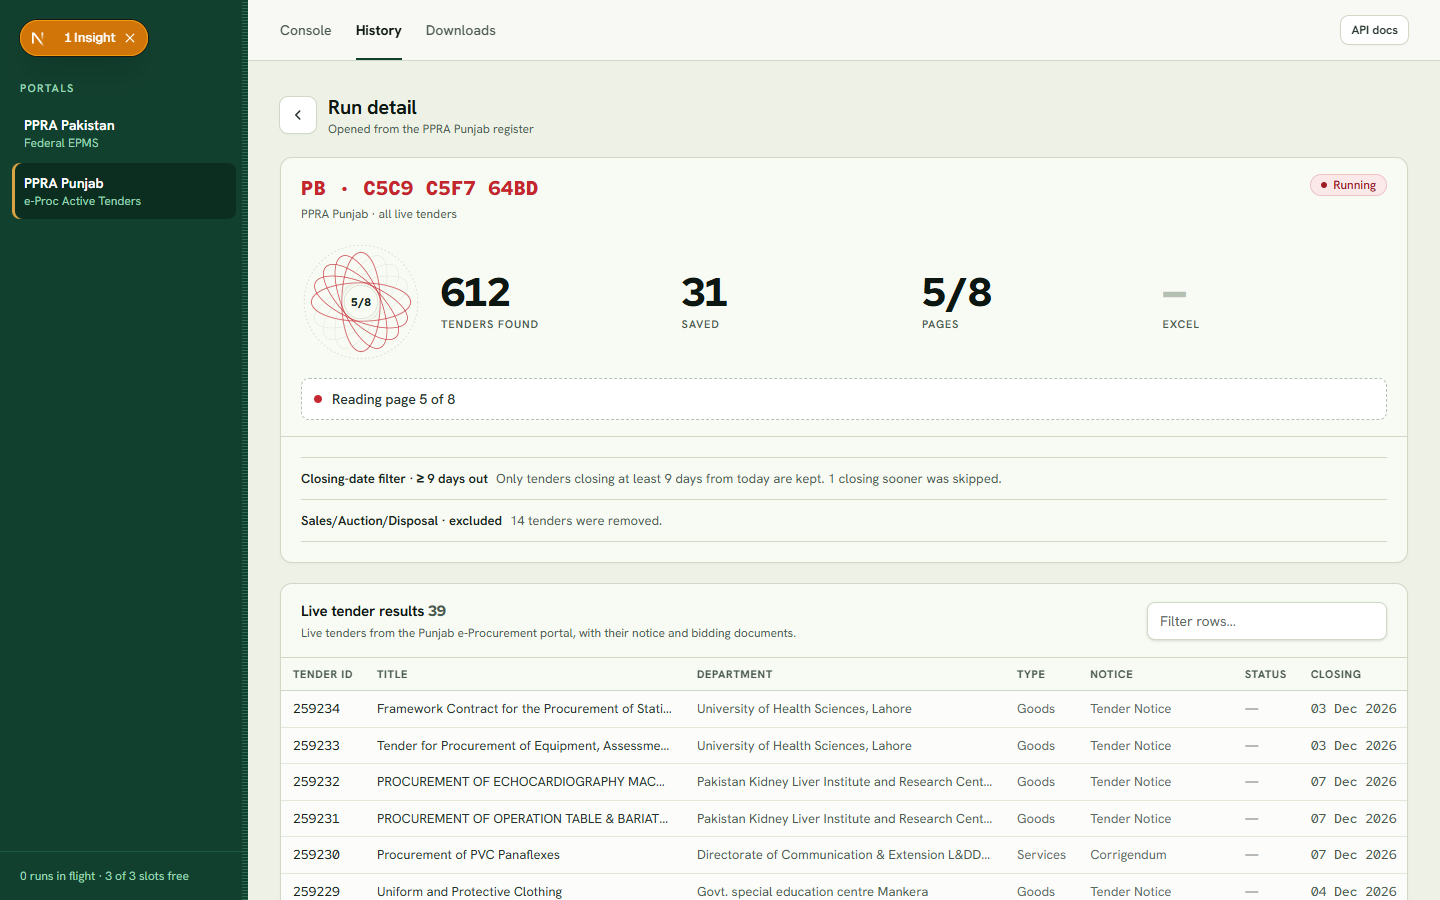 1 Insight
PORTALS
PPRA Pakistan
Federal EPMS
PPRA Punjab
e-Proc Active Tenders
0 runs in flight · 3 of 3 slots free
Console History Downloads
API docs
Run detail
Opened from the PPRA Punjab register
PB · C5C9 C5F7 64BD
Running
PPRA Punjab · all live tenders
5/8
612
TENDERS FOUND
31
SAVED
5/8
PAGES
—
EXCEL
Reading page 5 of 8
Closing-date filter · ≥ 9 days out Only tenders closing at least 9 days from today are kept. 1 closing sooner was skipped.
Sales/Auction/Disposal · excluded 14 tenders were removed.
Live tender results 39
Live tenders from the Punjab e-Procurement portal, with their notice and bidding documents.
Filter rows...
TENDER ID TITLE DEPARTMENT TYPE NOTICE STATUS CLOSING
259234 Framework Contract for the Procurement of Stati... University of Health Sciences, Lahore Goods Tender Notice — 03 Dec 2026
259233 Tender for Procurement of Equipment, Assessme... University of Health Sciences, Lahore Goods Tender Notice — 03 Dec 2026
259232 PROCUREMENT OF ECHOCARDIOGRAPHY MAC... Pakistan Kidney Liver Institute and Research Cent... Goods Tender Notice — 07 Dec 2026
259231 PROCUREMENT OF OPERATION TABLE & BARIAT... Pakistan Kidney Liver Institute and Research Cent... Goods Tender Notice — 07 Dec 2026
259230 Procurement of PVC Panaflexes Directorate of Communication & Extension L&DD... Services Corrigendum — 07 Dec 2026
259229 Uniform and Protective Clothing Govt. special education centre Mankera Goods Tender Notice — 04 Dec 2026